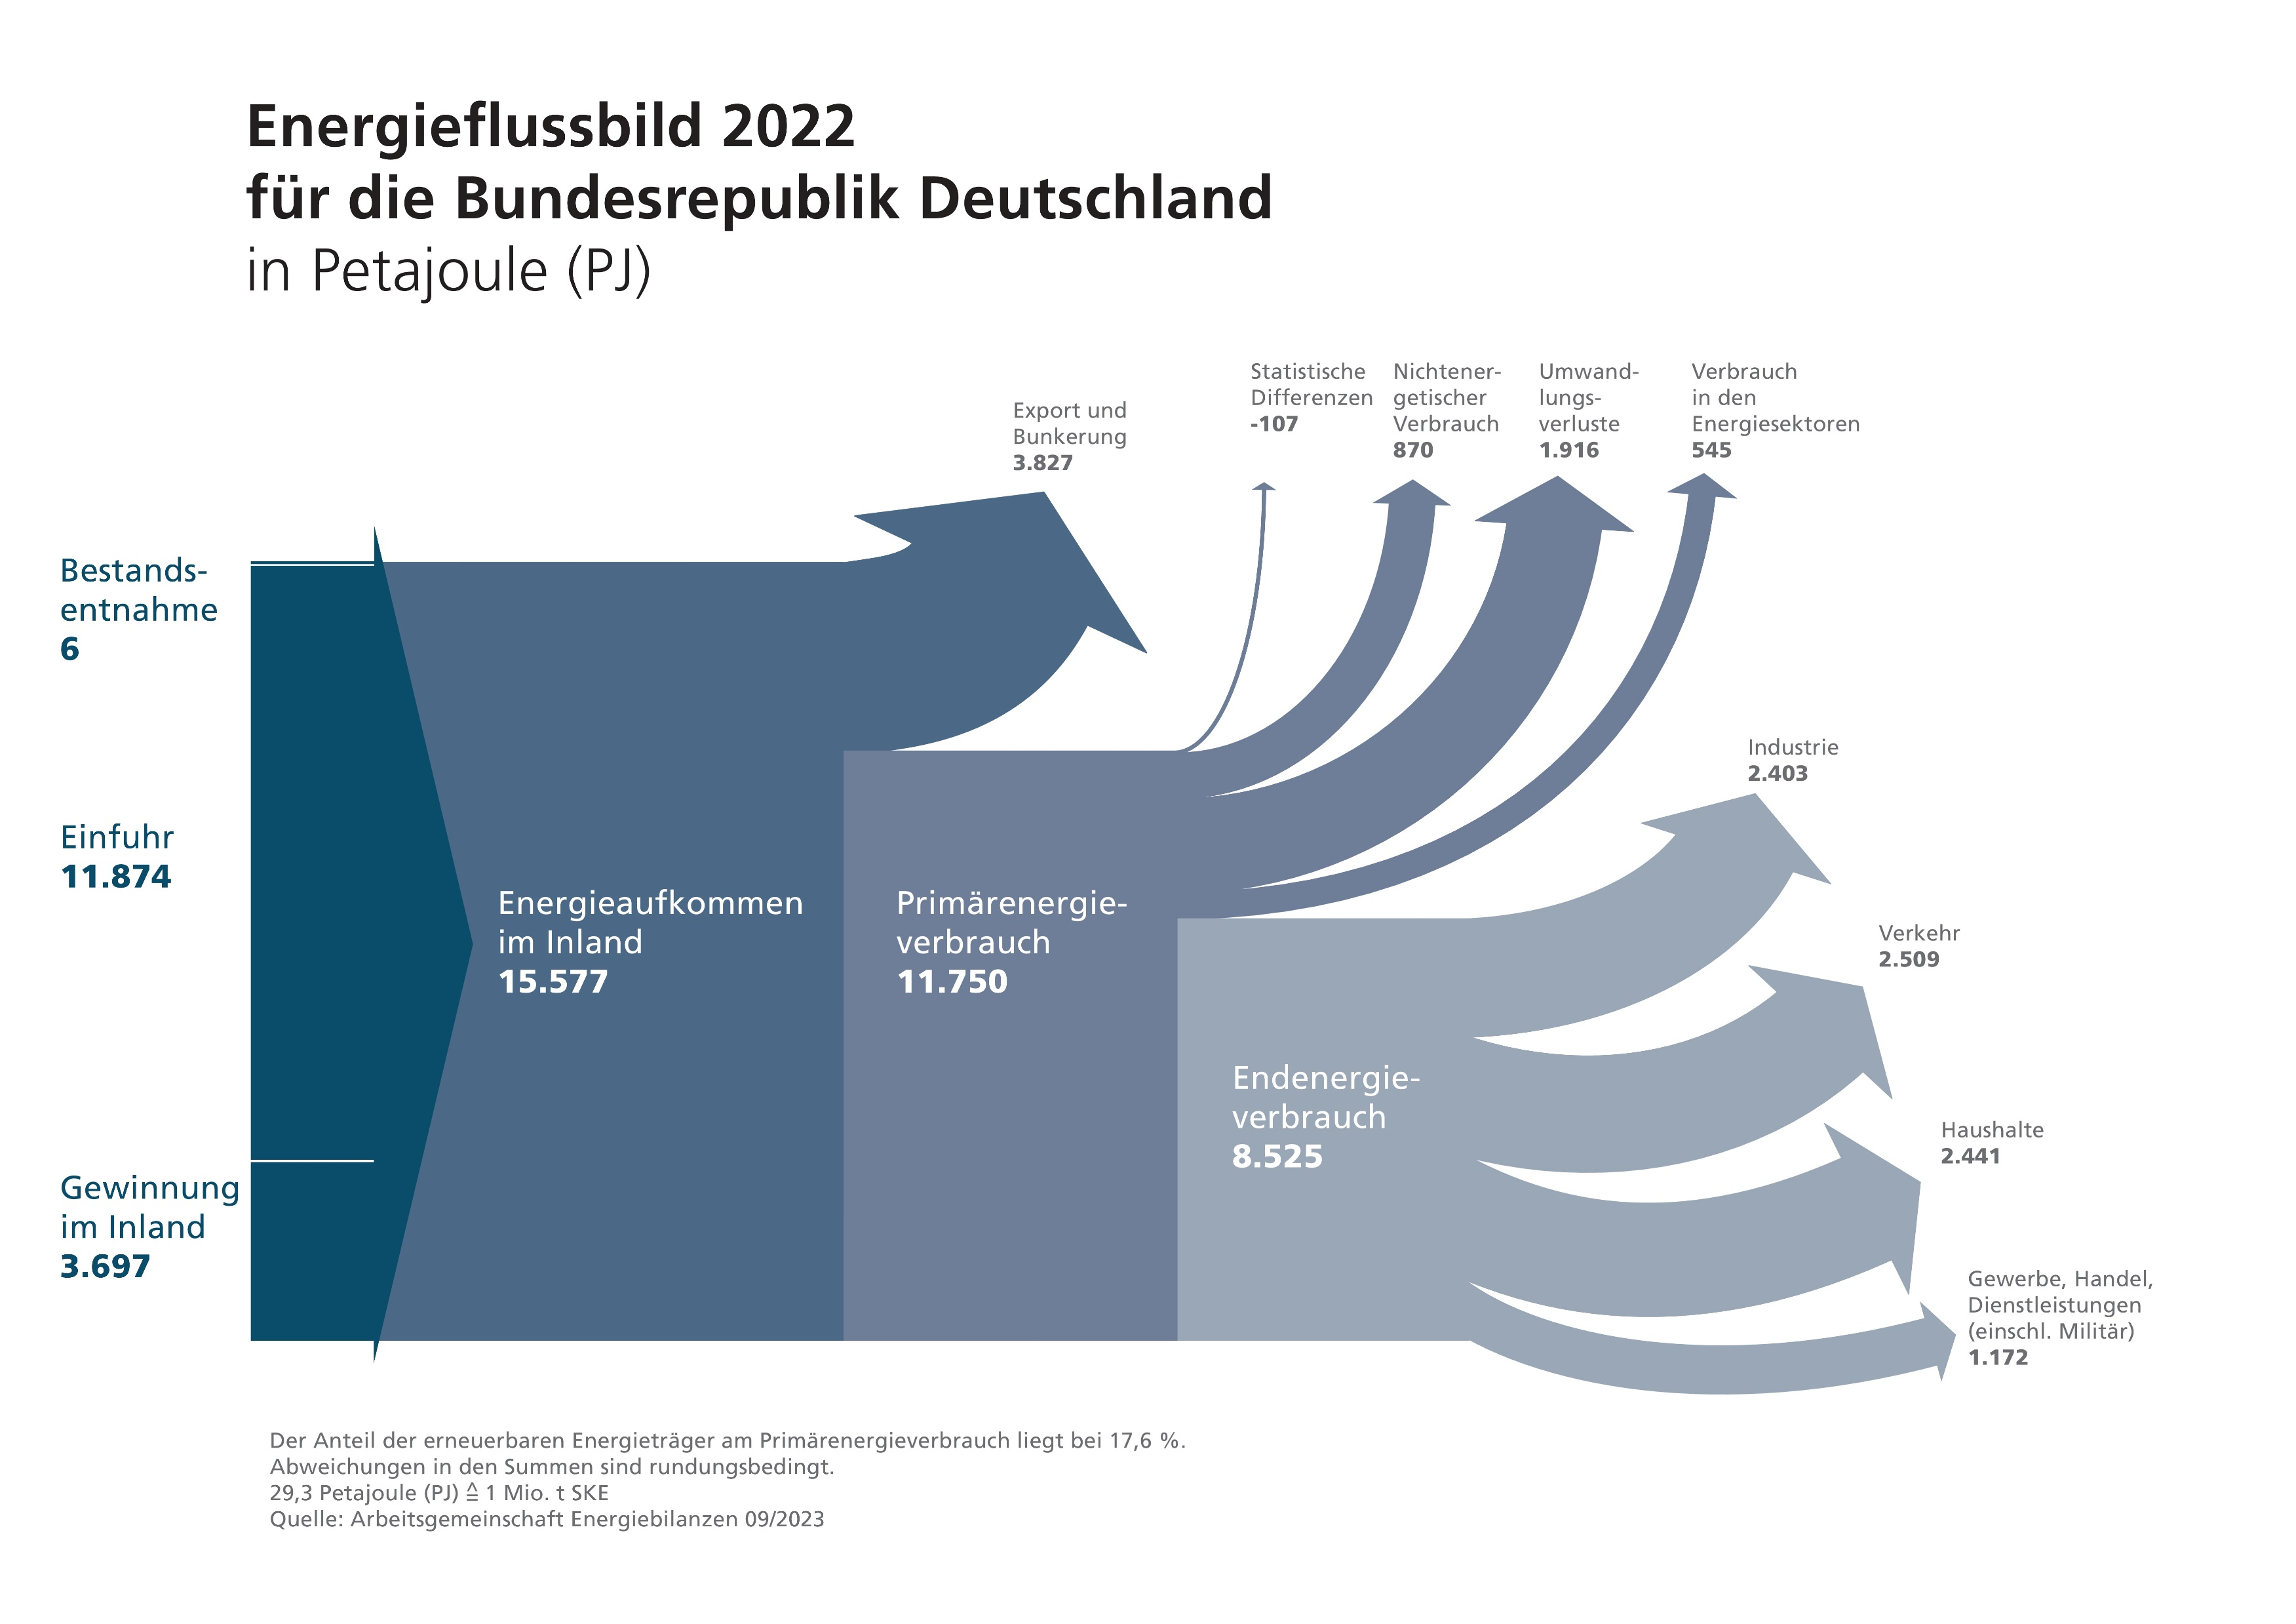 Energieflussbild 2022
für die Bundesrepublik Deutschland
in Petajoule (PJ)
Statistische
Differenzen
-107
Nichtener-
getischer
Verbrauch
870
Umwand-
lungs-
verluste
1.916
Verbrauch
in den
Energiesektoren
545
Export und
Bunkerung
3.827
Bestands-
entnahme
6
Einfuhr
11.874
Gewinnung
im Inland
3.697
Energieaufkommen
im Inland
15.577
Primärenergie-
verbrauch
11.750
Endenergie-
verbrauch
8.525
Industrie
2.403
Verkehr
2.509
Haushalte
2.441
Gewerbe, Handel,
Dienstleistungen
(einschl. Militär)
1.172
Der Anteil der erneuerbaren Energieträger am Primärenergieverbrauch liegt bei 17,6 %.
Abweichungen in den Summen sind rundungsbedingt.
29,3 Petajoule (PJ) ≙ 1 Mio. t SKE
Quelle: Arbeitsgemeinschaft Energiebilanzen 09/2023